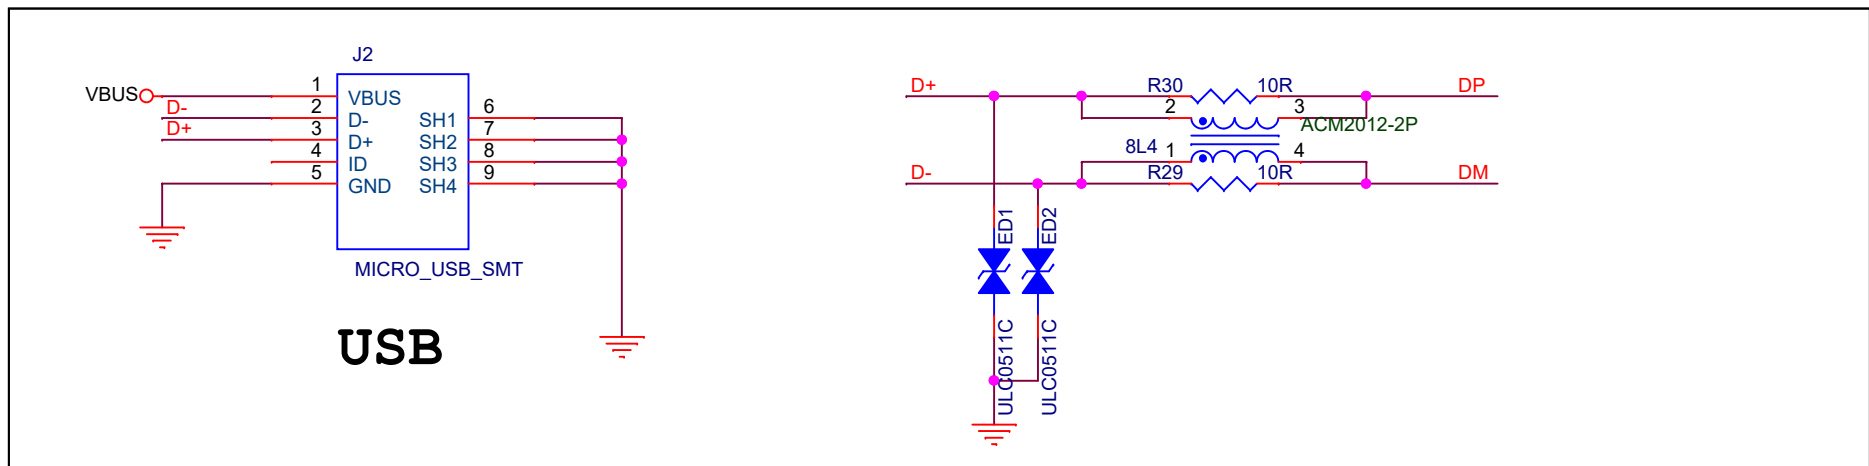 J2
VBUS
1
VBUS
D-
2
D-
6
SH1
D+
3
D+
7
SH2
4
ID
8
SH3
5
GND
9
SH4
MICRO_USB_SMT
USB
D+
R30
10R
DP
2
3
ACM2012-2P
8L4
1
4
D-
R29
10R
DM
ED1
ED2
ULC0511C
ULC0511C